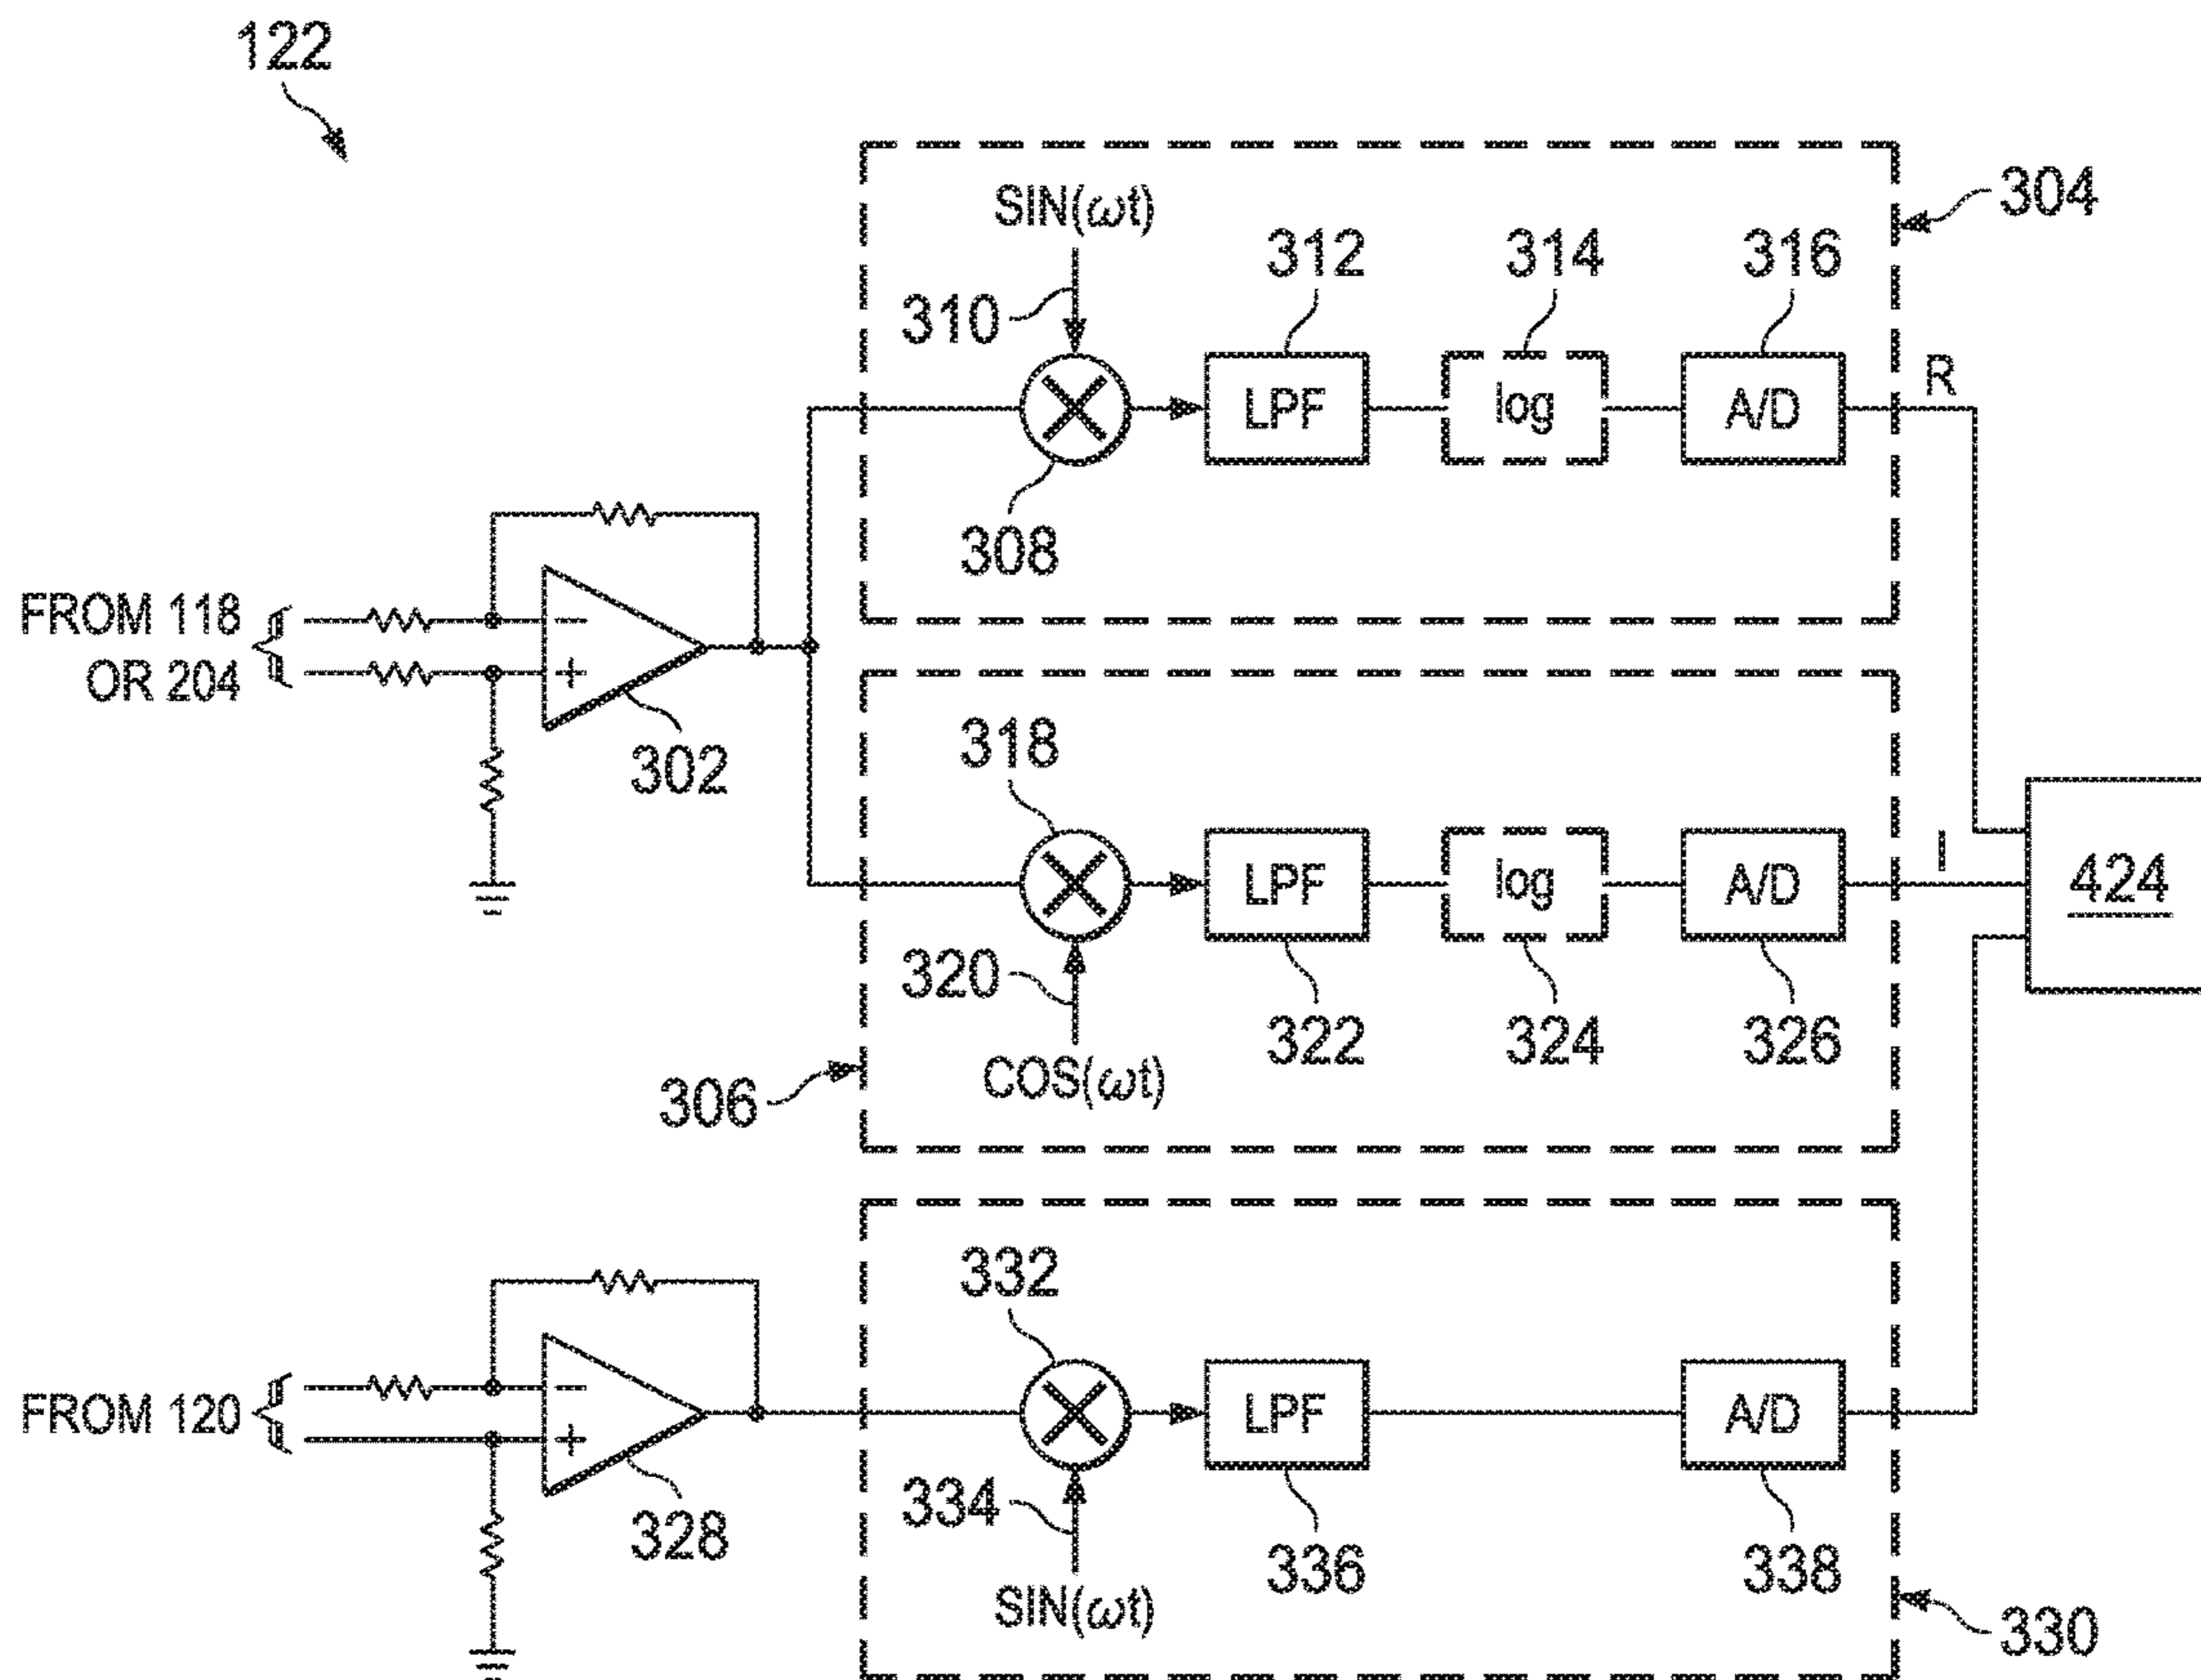 122
304
SIN(ωt)
312
314
316
310
LPF
log
A/D
R
308
FROM 118
OR 204
-
+
302
318
LPF
log
A/D
I
424
320
322
324
326
COS(ωt)
306
332
FROM 120
-
+
LPF
A/D
328
334
336
338
SIN(ωt)
330